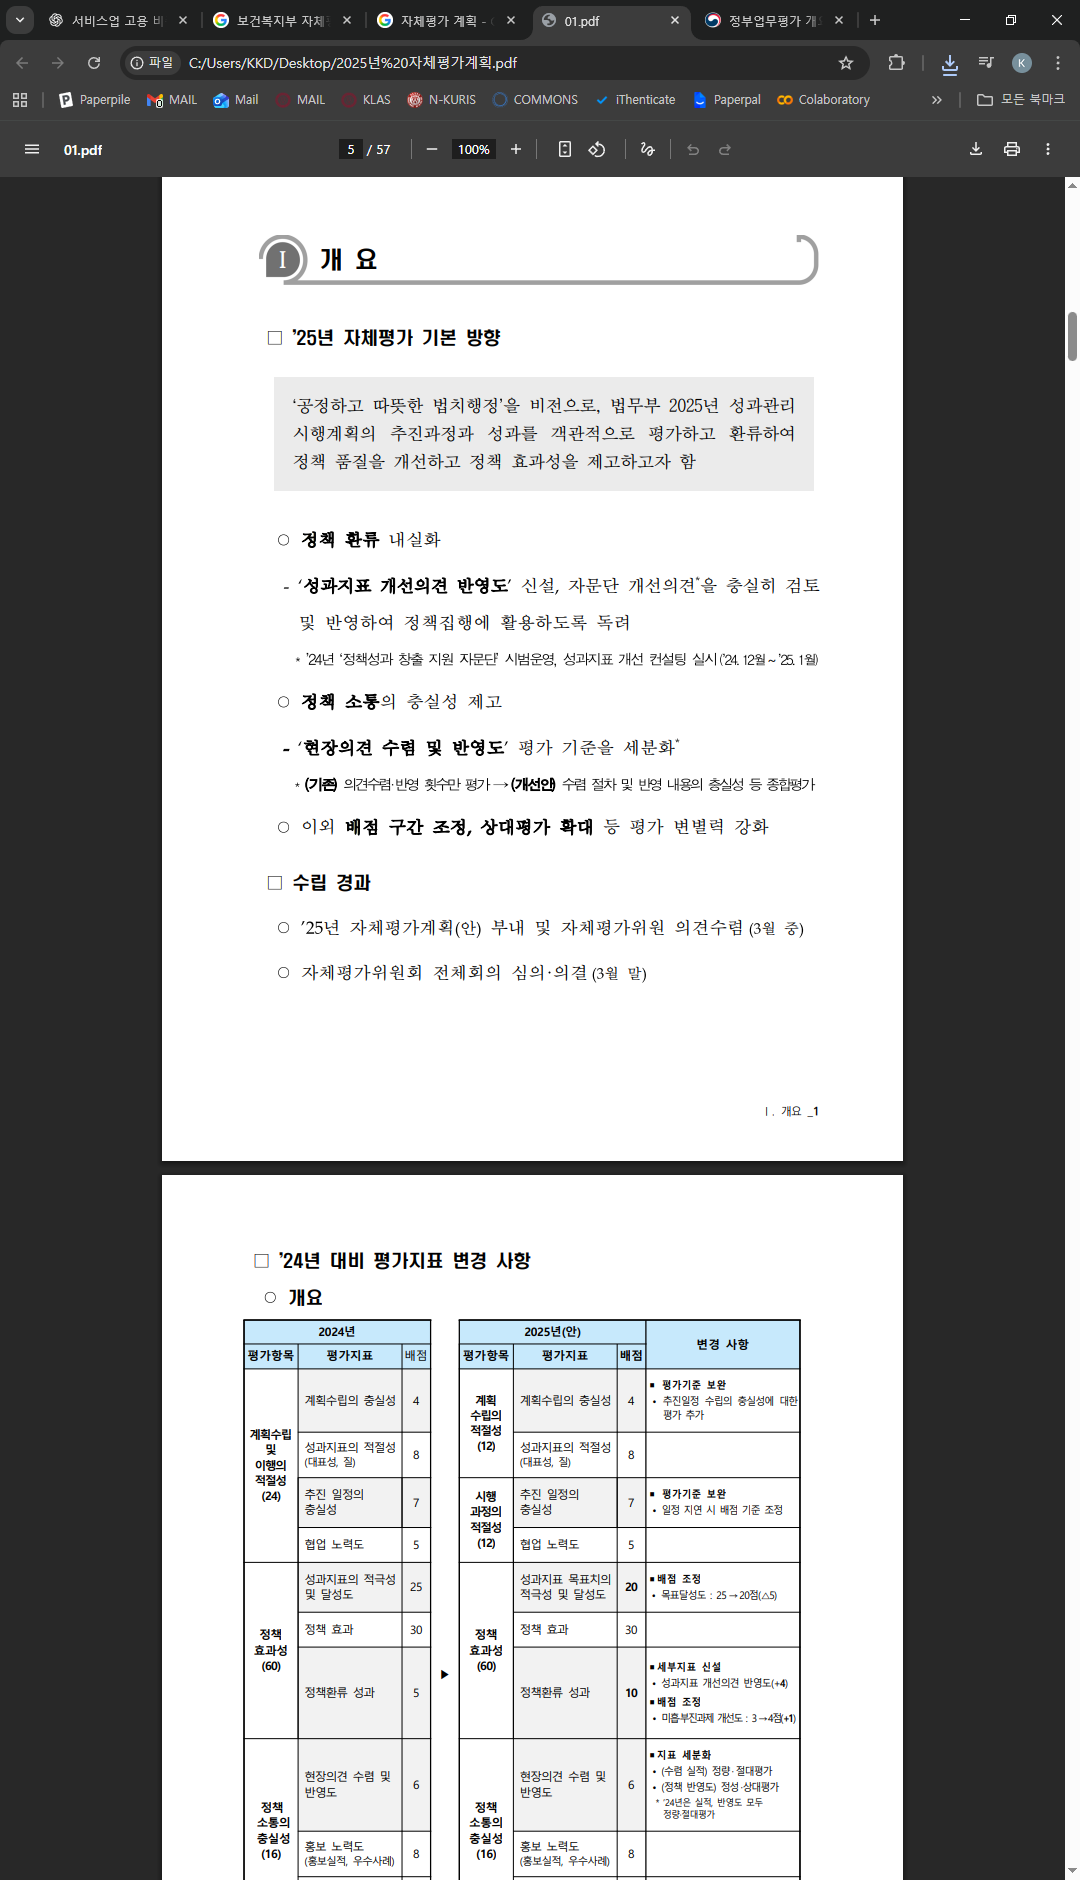 서비스업 고용 비
보건복지부 자체
자체평가 계획 -
01.pdf
정부업무평가 개
파일
C:/Users/KKD/Desktop/2025년%20자체평가계획.pdf
K
Paperpile
MAIL
Mail
MAIL
KLAS
N-KURIS
COMMONS
iThenticate
Paperpal
Colaboratory
모든 북마크
01.pdf
5 / 57
100%
I 개 요
□ '25년 자체평가 기본 방향
‘공정하고 따뜻한 법치행정’을 비전으로, 법무부 2025년 성과관리
시행계획의 추진과정과 성과를 객관적으로 평가하고 환류하여
정책 품질을 개선하고 정책 효과성을 제고하고자 함
○ 정책 환류 내실화
- ‘성과지표 개선의견 반영도’ 신설, 자문단 개선의견*을 충실히 검토
및 반영하여 정책집행에 활용하도록 독려
* ’24년 ‘정책성과 창출 지원 자문단’ 시범운영, 성과지표 개선 컨설팅 실시(’24. 12월~’25. 1월)
○ 정책 소통의 충실성 제고
- ‘현장의견 수렴 및 반영도’ 평가 기준을 세분화*
* (기존) 의견수렴·반영 횟수만 평가→(개선안) 수렴 절차 및 반영 내용의 충실성 등 종합평가
○ 이외 배점 구간 조정, 상대평가 확대 등 평가 변별력 강화
□ 수립 경과
○ ’25년 자체평가계획(안) 부내 및 자체평가위원 의견수렴(3월 중)
○ 자체평가위원회 전체회의 심의·의결(3월 말)
Ⅰ. 개요 _1
□ '24년 대비 평가지표 변경 사항
○ 개요
2024년
평가항목 평가지표 배점
계획수립 및 이행의 적절성 (24)
계획수립의 충실성 4
성과지표의 적절성 (대표성, 질) 8
추진 일정의 충실성 7
협업 노력도 5
정책 효과성 (60)
성과지표의 적극성 및 달성도 25
정책 효과 30
정책환류 성과 5
정책 소통의 충실성 (16)
현장의견 수렴 및 반영도 6
홍보 노력도 (홍보실적, 우수사례) 8
▶
2025년(안) 변경 사항
평가항목 평가지표 배점
계획 수립의 적절성 (12)
계획수립의 충실성 4
▪ 평가기준 보완
• 추진일정 수립의 충실성에 대한 평가 추가
성과지표의 적절성 (대표성, 질) 8
시행 과정의 적절성 (12)
추진 일정의 충실성 7
▪ 평가기준 보완
• 일정 지연 시 배점 기준 조정
협업 노력도 5
정책 효과성 (60)
성과지표 목표치의 적극성 및 달성도 20
▪배점 조정
• 목표달성도 : 25→20점(△5)
정책 효과 30
정책환류 성과 10
▪세부지표 신설
• 성과지표 개선의견 반영도(+4)
▪배점 조정
• 미흡·부진과제 개선도 : 3→4점(+1)
정책 소통의 충실성 (16)
현장의견 수렴 및 반영도 6
▪지표 세분화
• (수렴 실적) 정량·절대평가
• (정책 반영도) 정성·상대평가
* ’24년은 실적, 반영도 모두 정량절대평가
홍보 노력도 (홍보실적, 우수사례) 8